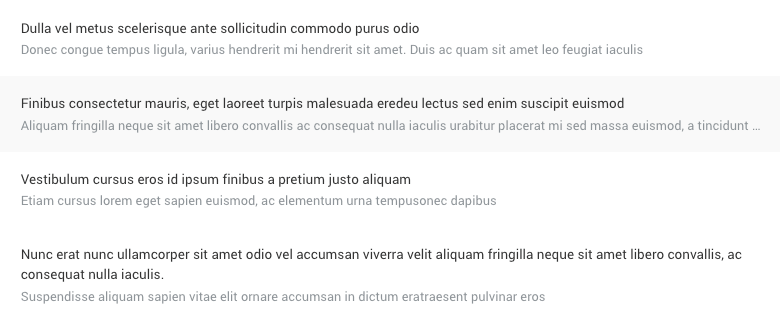 Dulla vel metus scelerisque ante sollicitudin commodo purus odio
Donec congue tempus ligula, varius hendrerit mi hendrerit sit amet. Duis ac quam sit amet leo feugiat iaculis
Finibus consectetur mauris, eget laoreet turpis malesuada eredeu lectus sed enim suscipit euismod
Aliquam fringilla neque sit amet libero convallis ac consequat nulla iaculis urabitur placerat mi sed massa euismod, a tincidunt ...
Vestibulum cursus eros id ipsum finibus a pretium justo aliquam
Etiam cursus lorem eget sapien euismod, ac elementum urna tempusonec dapibus
Nunc erat nunc ullamcorper sit amet odio vel accumsan viverra velit aliquam fringilla neque sit amet libero convallis, ac
consequat nulla iaculis.
Suspendisse aliquam sapien vitae elit ornare accumsan in dictum eratraesent pulvinar eros